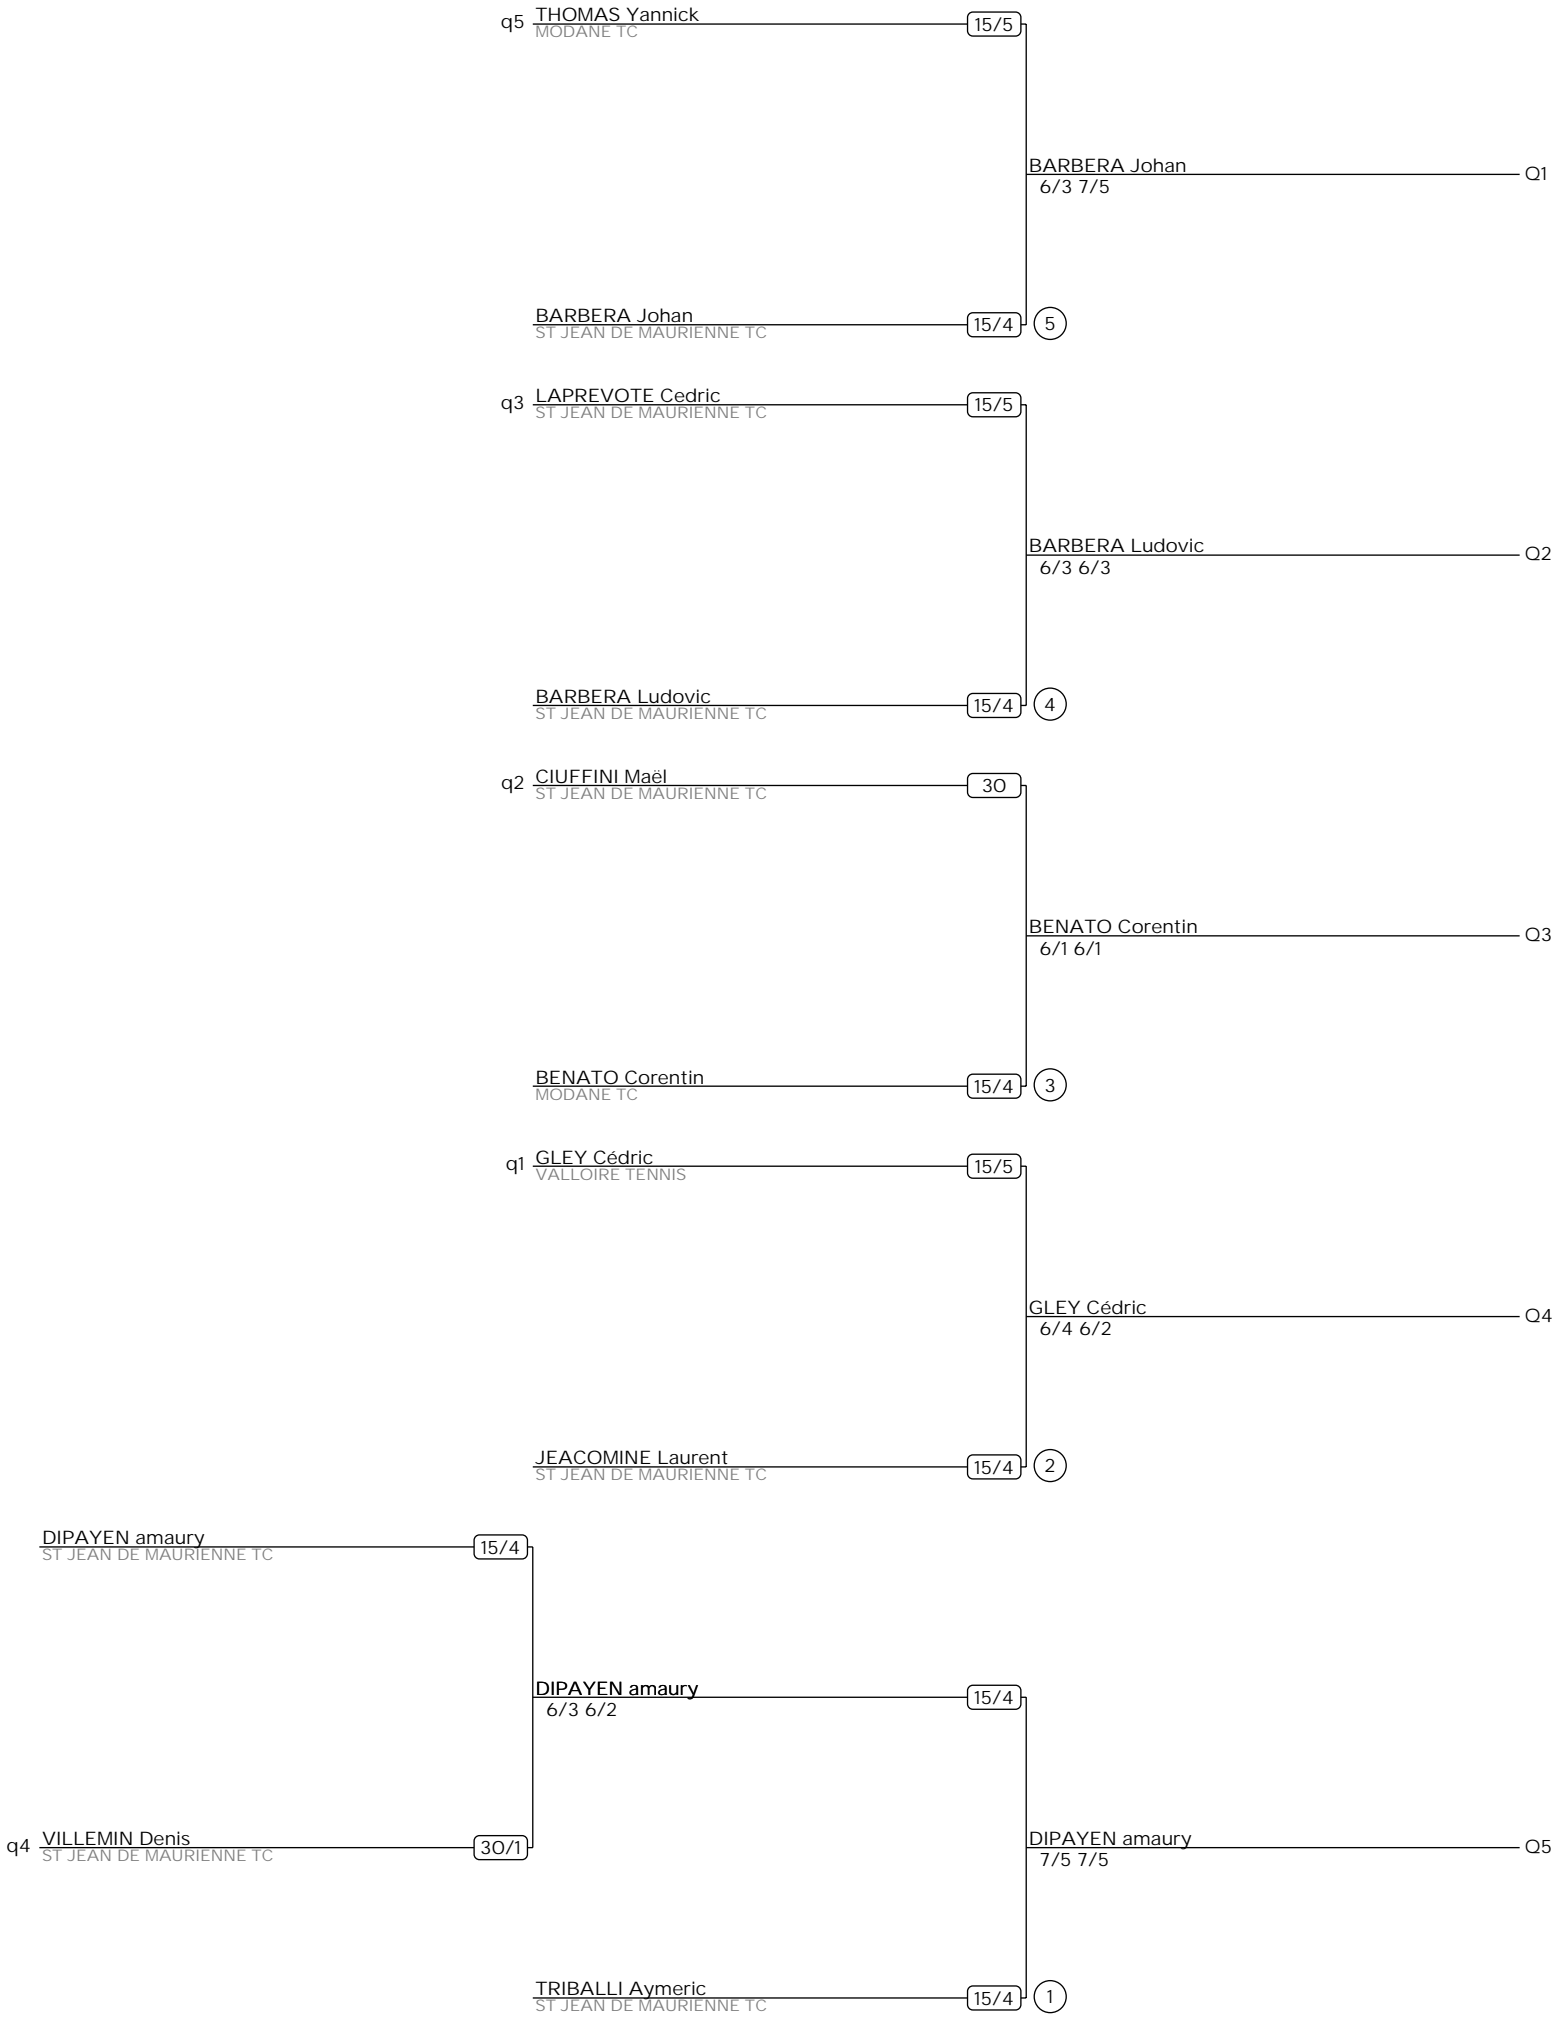 q5 THOMAS Yannick 15/5
MODANE TC
BARBERA Johan Q1
6/3 7/5
BARBERA Johan 15/4 5
ST JEAN DE MAURIENNE TC
q3 LAPREVOTE Cedric 15/5
ST JEAN DE MAURIENNE TC
BARBERA Ludovic Q2
6/3 6/3
BARBERA Ludovic 15/4 4
ST JEAN DE MAURIENNE TC
q2 CIUFFINI Maël 30
ST JEAN DE MAURIENNE TC
BENATO Corentin Q3
6/1 6/1
BENATO Corentin 15/4 3
MODANE TC
q1 GLEY Cédric 15/5
VALLOIRE TENNIS
GLEY Cédric Q4
6/4 6/2
JEACOMINE Laurent 15/4 2
ST JEAN DE MAURIENNE TC
DIPAYEN amaury 15/4
ST JEAN DE MAURIENNE TC
DIPAYEN amaury 15/4
6/3 6/2
q4 VILLEMIN Denis 30/1
ST JEAN DE MAURIENNE TC
DIPAYEN amaury Q5
7/5 7/5
TRIBALLI Aymeric 15/4 1
ST JEAN DE MAURIENNE TC